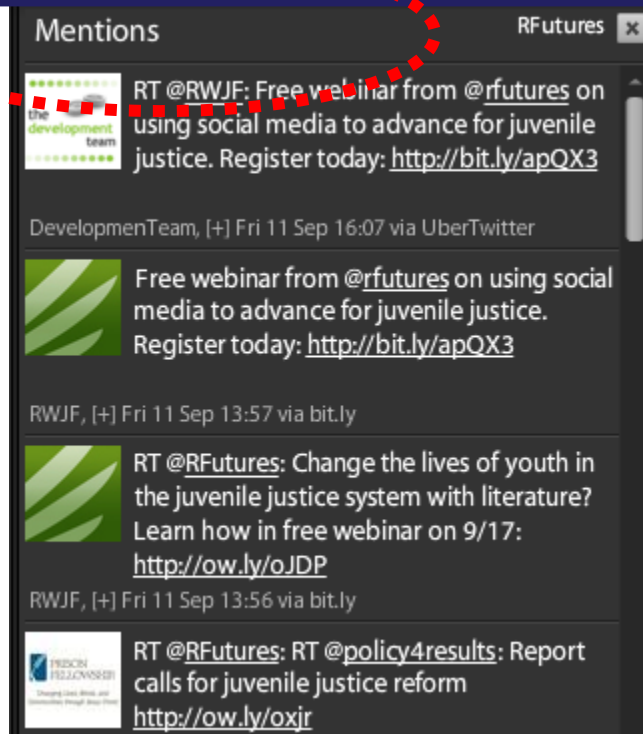 Mentions
RFutures
the
development
team
RT @RWJF: Free webinar from @rfutures on
using social media to advance for juvenile
justice. Register today: http://bit.ly/apQX3
DevelopmenTeam, [+] Fri 11 Sep 16:07 via UberTwitter
Free webinar from @rfutures on using social
media to advance for juvenile justice.
Register today: http://bit.ly/apQX3
RWJF, [+] Fri 11 Sep 13:57 via bit.ly
RT @RFutures: Change the lives of youth in
the juvenile justice system with literature?
Learn how in free webinar on 9/17:
http://ow.ly/oJDP
RWJF, [+] Fri 11 Sep 13:56 via bit.ly
PRISON
FELLOWSHIP
RT @RFutures: RT @policy4results: Report
calls for juvenile justice reform
http://ow.ly/oxjr